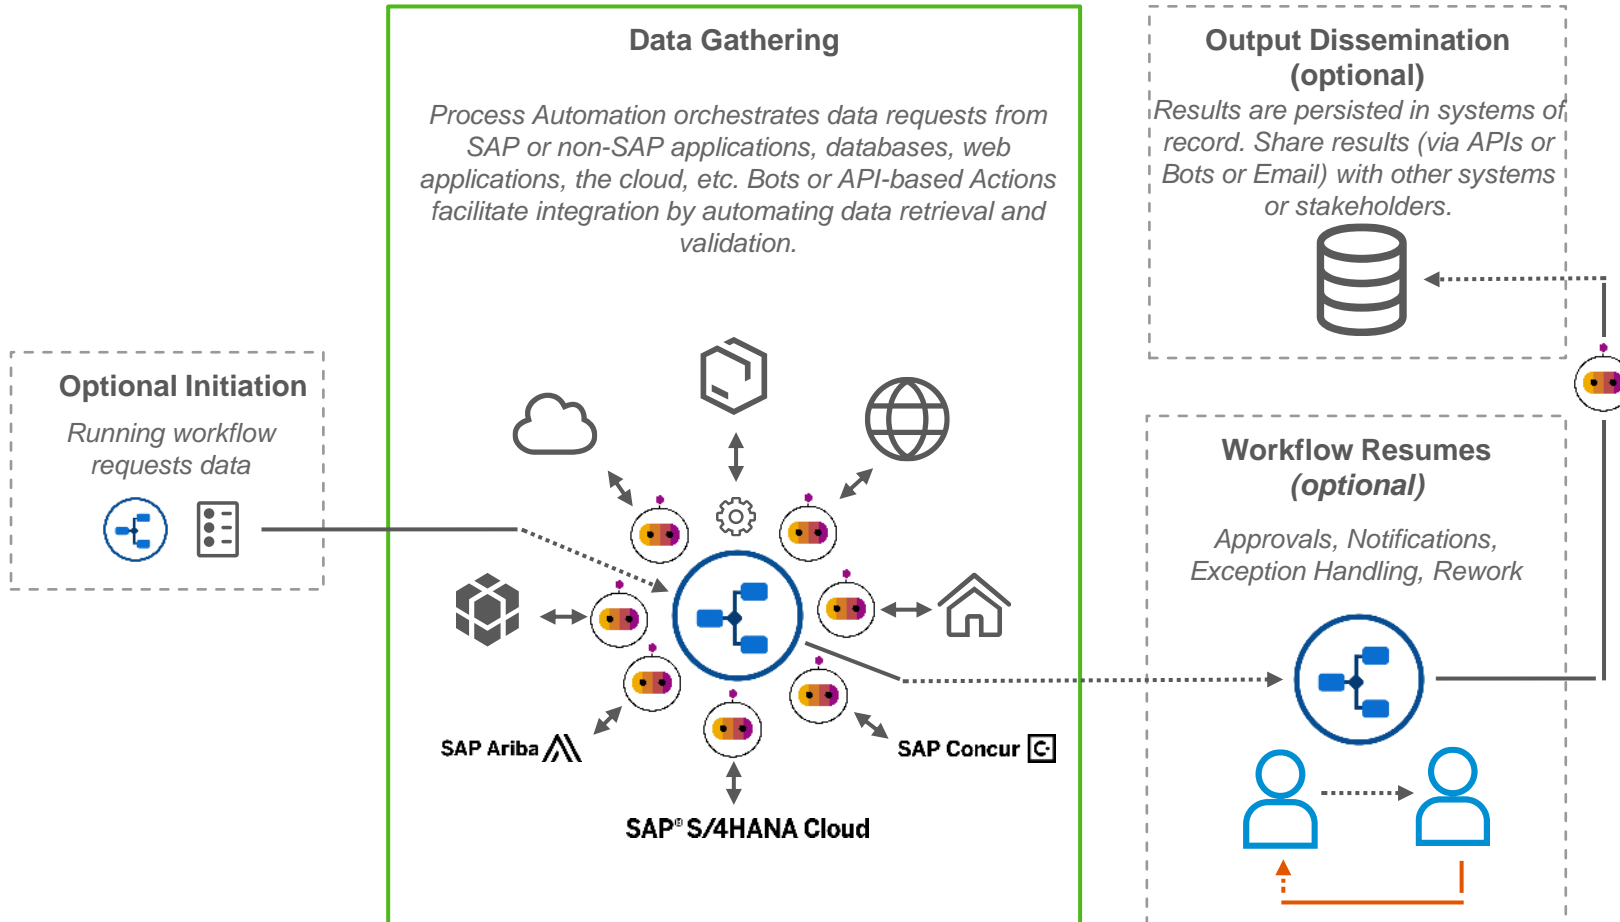 Optional Initiation
Running workflow
requests data
Data Gathering
Process Automation orchestrates data requests from
SAP or non-SAP applications, databases, web
applications, the cloud, etc. Bots or API-based Actions
facilitate integration by automating data retrieval and
validation.
SAP Ariba
SAP® S/4HANA Cloud
SAP Concur C
Output Dissemination
(optional)
Results are persisted in systems of
record. Share results (via APIs or
Bots or Email) with other systems
or stakeholders.
Workflow Resumes
(optional)
Approvals, Notifications,
Exception Handling, Rework